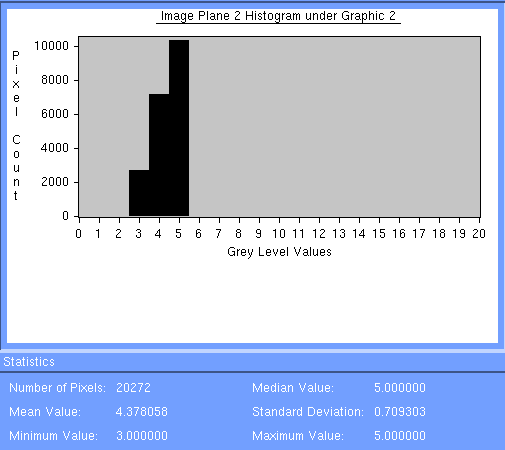 Image Plane 2 Histogram under Graphic 2
Pixel Count
10000
8000
6000
4000
2000
0
0 1 2 3 4 5 6 7 8 9 10 11 12 13 14 15 16 17 18 19 20
Grey Level Values
Statistics
Number of Pixels: 20272 Median Value: 5.000000
Mean Value: 4.378058 Standard Deviation: 0.709303
Minimum Value: 3.000000 Maximum Value: 5.000000